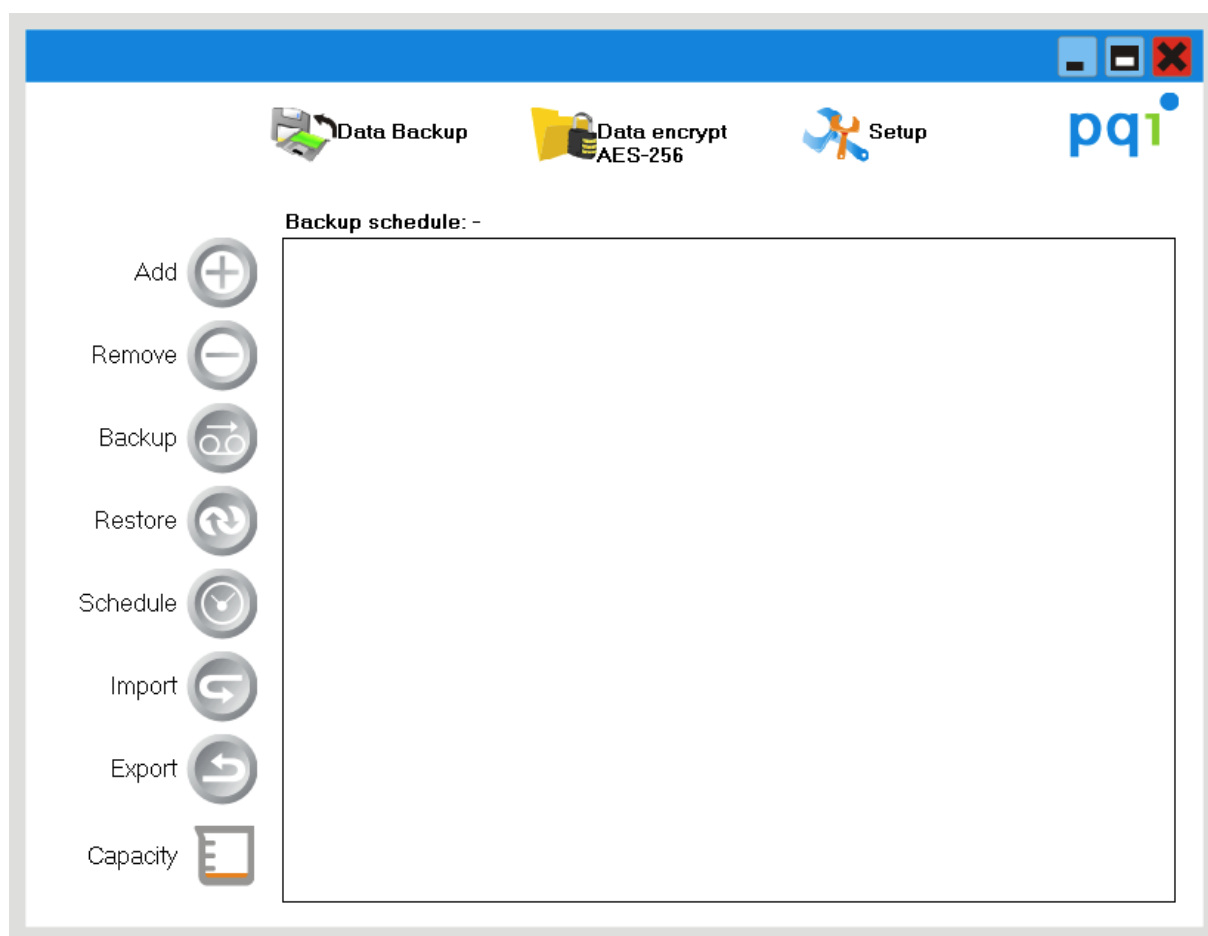 Data Backup
Data encrypt
AES-256
Setup
pqi
Backup schedule: -
Add
Remove
Backup
Restore
Schedule
Import
Export
Capacity